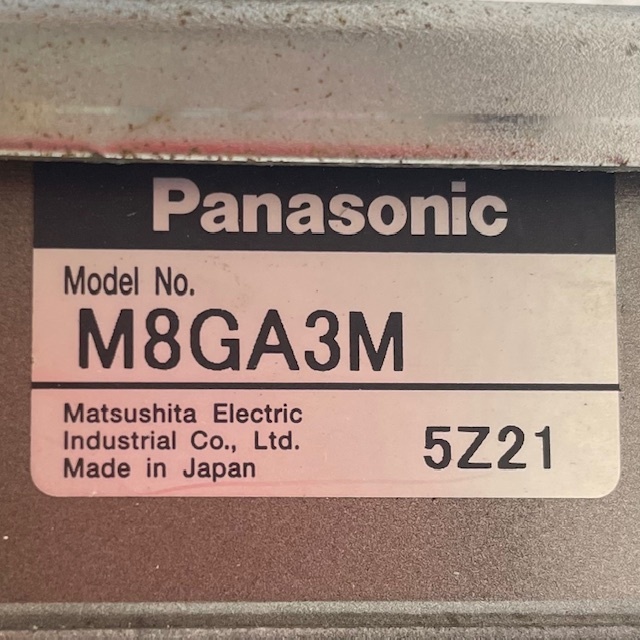 Panasonic
Model No.
M8GA3M
Matsushita Electric
Industrial Co., Ltd.
Made in Japan
5Z21